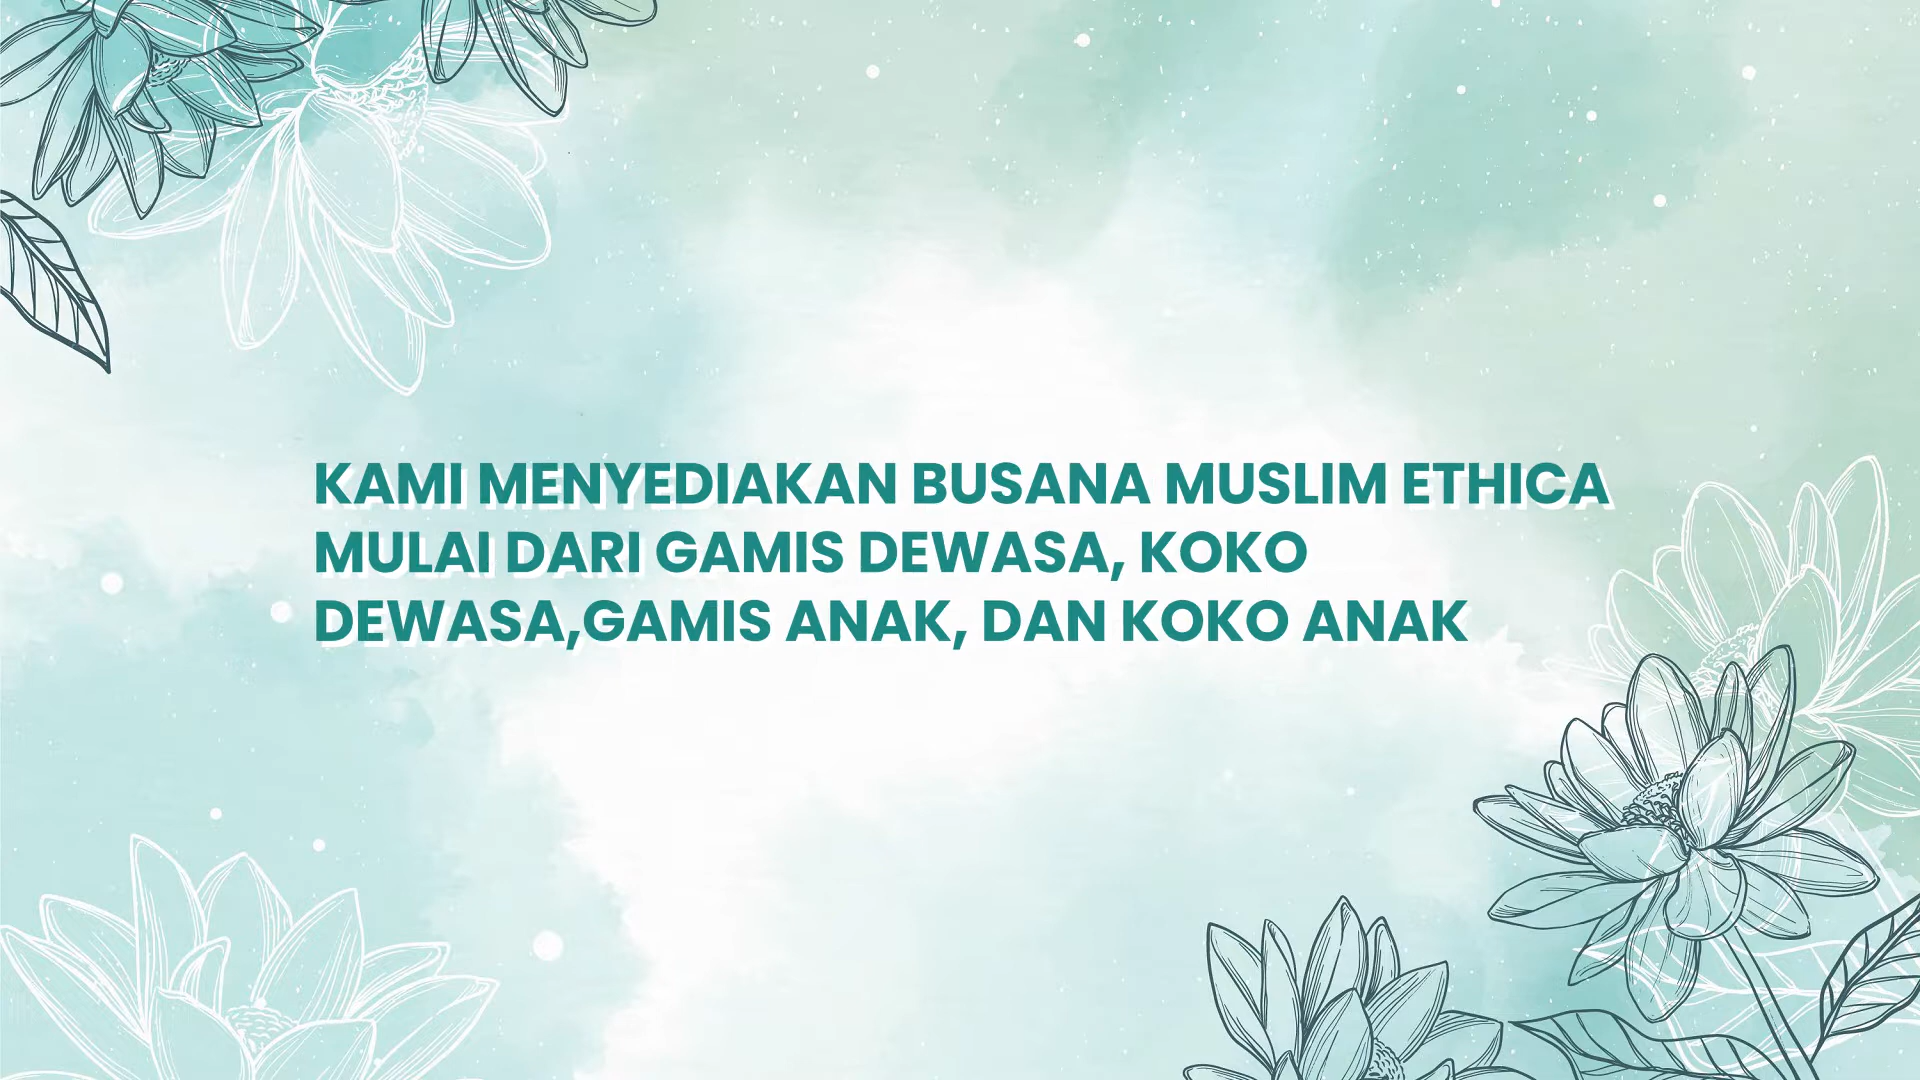 KAMI MENYEDIAKAN BUSANA MUSLIM ETHICA
MULAI DARI GAMIS DEWASA, KOKO
DEWASA,GAMIS ANAK, DAN KOKO ANAK